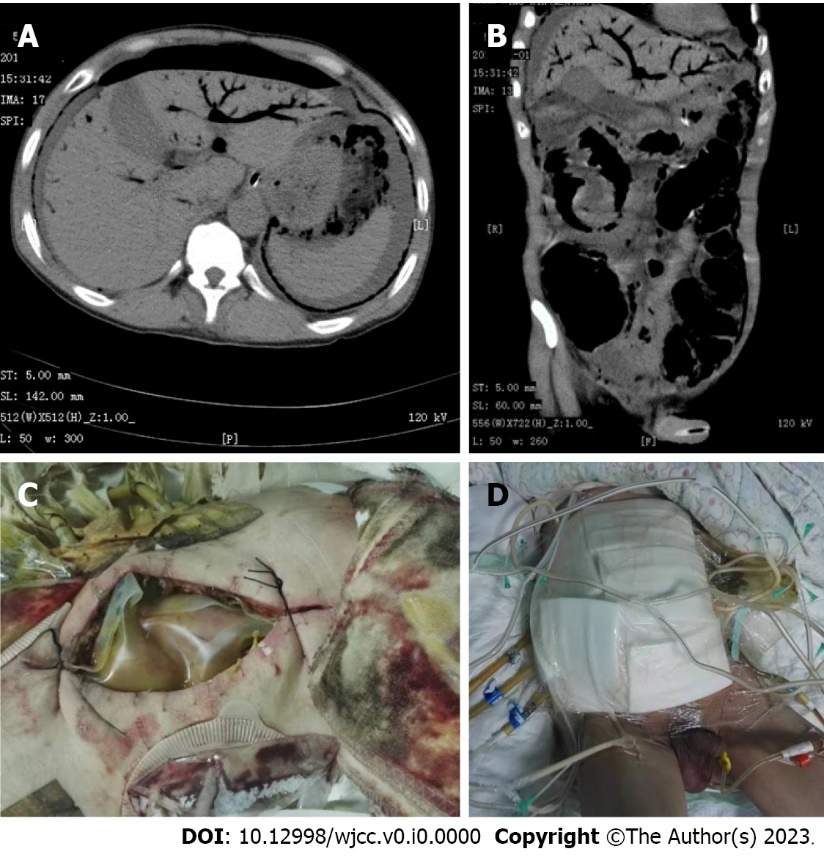 A
201
15:31:42
IMA: 17
SPI:
[L]
ST: 5.00 mm
SL: 142.00 mm
512(W)X512(H)_Z:1.00_
120 kV
L: 50 w: 300
[P]
B
20 -01
15:31:42
IMA: 13
SPI:
[R]
[L]
ST: 5.00 mm
SL: 60.00 mm
556(W)X722(H)_Z:1.00_
120 kV
L: 50 w: 260
[F]
C
D
DOI: 10.12998/wjcc.v0.i0.0000 Copyright ©The Author(s) 2023.